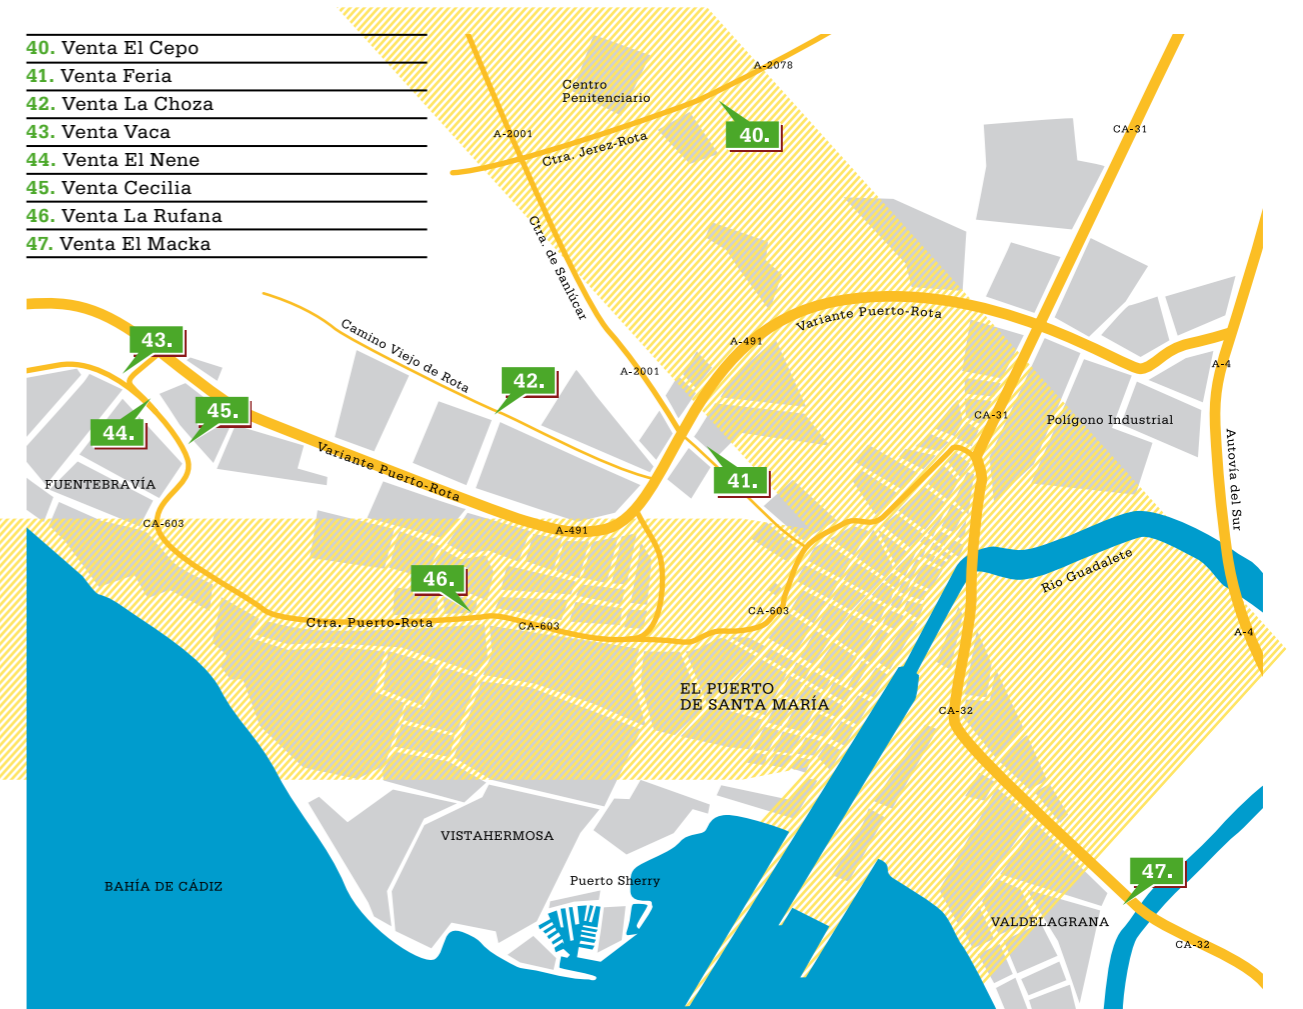 40. Venta El Cepo
41. Venta Feria
42. Venta La Choza
43. Venta Vaca
44. Venta El Nene
45. Venta Cecilia
46. Venta La Rufana
47. Venta El Macka
A-2078
Centro
Penitenciario
A-2001
40.
CA-31
Ctra. Jerez-Rota
Ctra. de Sanlúcar
Variante Puerto-Rota
43.
Camino Viejo de Rota
A-491
A-2001
A-4
42.
45.
CA-31
Polígono Industrial
44.
Variante Puerto-Rota
Autovía del Sur
41.
FUENTEBRAVÍA
CA-603
A-491
Rio Guadalete
46.
CA-603
Ctra. Puerto-Rota
CA-603
A-4
EL PUERTO
DE SANTA MARÍA
CA-32
VISTAHERMOSA
47.
Puerto Sherry
BAHÍA DE CÁDIZ
VALDELAGRANA
CA-32